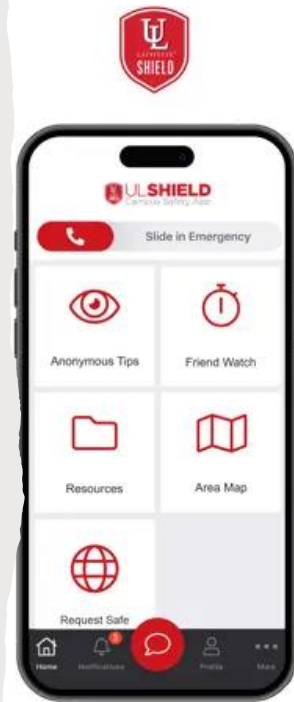 UL
LAFAYETTE
SHIELD
ULSHIELD
Campus Safety App
Slide in Emergency
Anonymous Tips
Friend Watch
Resources
Area Map
Request Safe
3
Home
Notifications
Profile
More